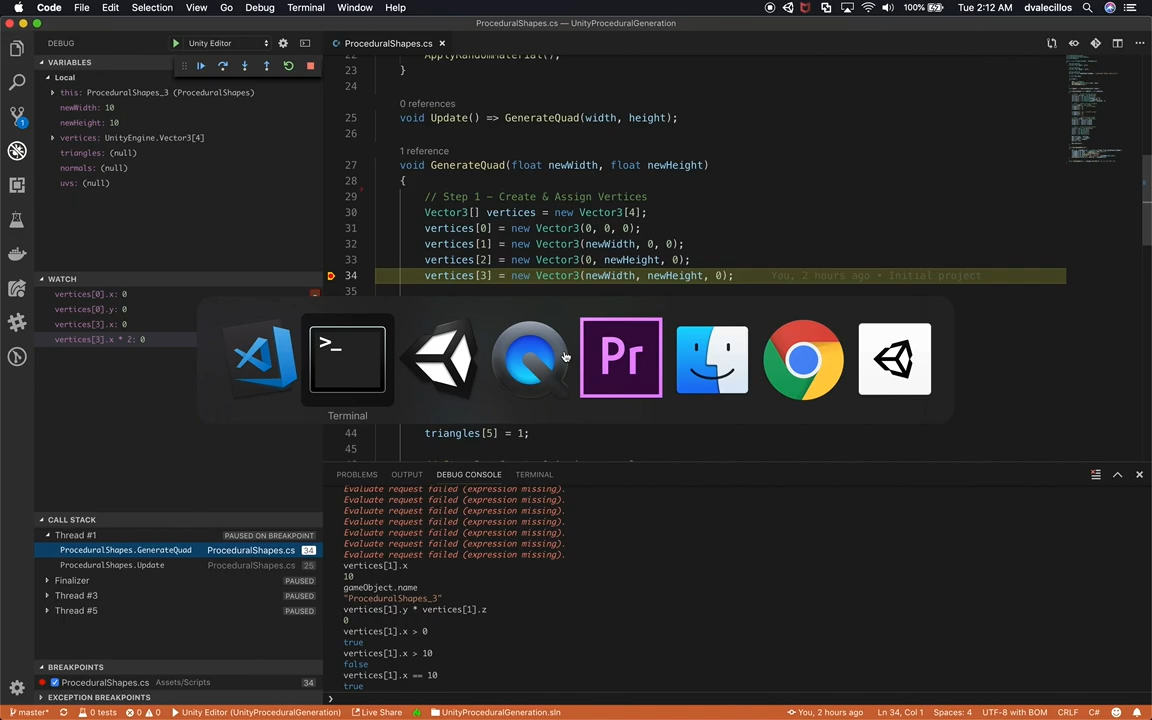 Code File Edit Selection View Go Debug Terminal Window Help 100% Tue 2:12 AM dvalecillos
ProceduralShapes.cs — UnityProceduralGeneration
DEBUG Unity Editor
ProceduralShapes.cs
VARIABLES
Local
this: ProceduralShapes_3 (ProceduralShapes)
newWidth: 10
newHeight: 10
vertices: UnityEngine.Vector3[4]
triangles: (null)
normals: (null)
uvs: (null)
WATCH
vertices[0].x: 0
vertices[0].y: 0
vertices[3].x: 0
vertices[3].x * 2: 0
22 ApplyRandomMaterial();
23 }
24
0 references
25 void Update() => GenerateQuad(width, height);
26
1 reference
27 void GenerateQuad(float newWidth, float newHeight)
28 {
29 // Step 1 - Create & Assign Vertices
30 Vector3[] vertices = new Vector3[4];
31 vertices[0] = new Vector3(0, 0, 0);
32 vertices[1] = new Vector3(newWidth, 0, 0);
33 vertices[2] = new Vector3(0, newHeight, 0);
34 vertices[3] = new Vector3(newWidth, newHeight, 0); You, 2 hours ago • Initial project
35
>_
Pr
Terminal
44 triangles[5] = 1;
45
CALL STACK
Thread #1 PAUSED ON BREAKPOINT
ProceduralShapes.GenerateQuad ProceduralShapes.cs 34
ProceduralShapes.Update ProceduralShapes.cs 25
Finalizer PAUSED
Thread #3 PAUSED
Thread #5 PAUSED
BREAKPOINTS
ProceduralShapes.cs Assets/Scripts 34
EXCEPTION BREAKPOINTS
PROBLEMS OUTPUT DEBUG CONSOLE TERMINAL
Evaluate request failed (expression missing).
Evaluate request failed (expression missing).
Evaluate request failed (expression missing).
Evaluate request failed (expression missing).
Evaluate request failed (expression missing).
Evaluate request failed (expression missing).
Evaluate request failed (expression missing).
vertices[1].x
10
gameObject.name
"ProceduralShapes_3"
vertices[1].y * vertices[1].z
0
vertices[1].x > 0
true
vertices[1].x > 10
false
vertices[1].x == 10
true
master* 0 tests 0 0 Unity Editor (UnityProceduralGeneration) Live Share UnityProceduralGeneration.sln You, 2 hours ago Ln 34, Col 1 Spaces: 4 UTF-8 with BOM CRLF C#